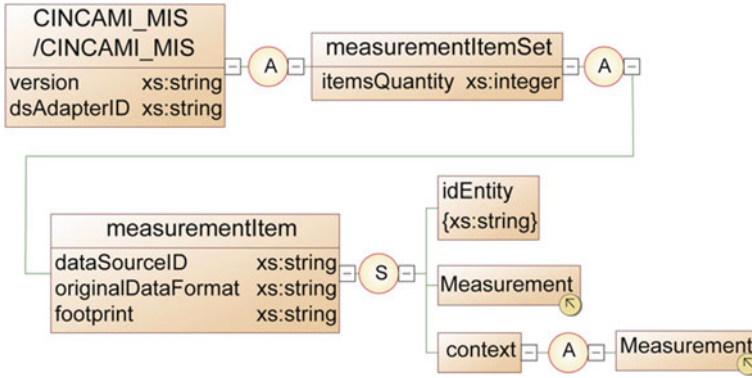 CINCAMI_MIS
/CINCAMI_MIS
version xs:string
dsAdapterID xs:string
A
measurementItemSet
itemsQuantity xs:integer
A
measurementItem
dataSourceID xs:string
originalDataFormat xs:string
footprint xs:string
S
idEntity
{xs:string}
Measurement
context
A
Measurement